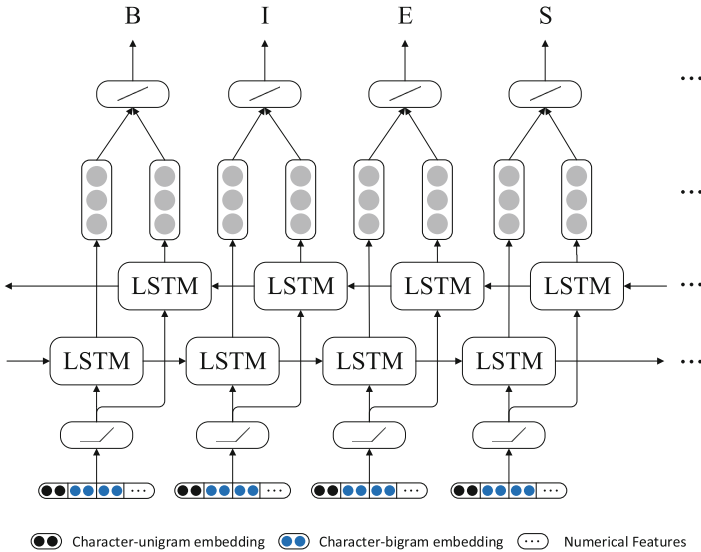 B I E S
...
...
LSTM LSTM LSTM LSTM
...
LSTM LSTM LSTM LSTM
...
... ... ... ...
Character-unigram embedding Character-bigram embedding ... Numerical Features